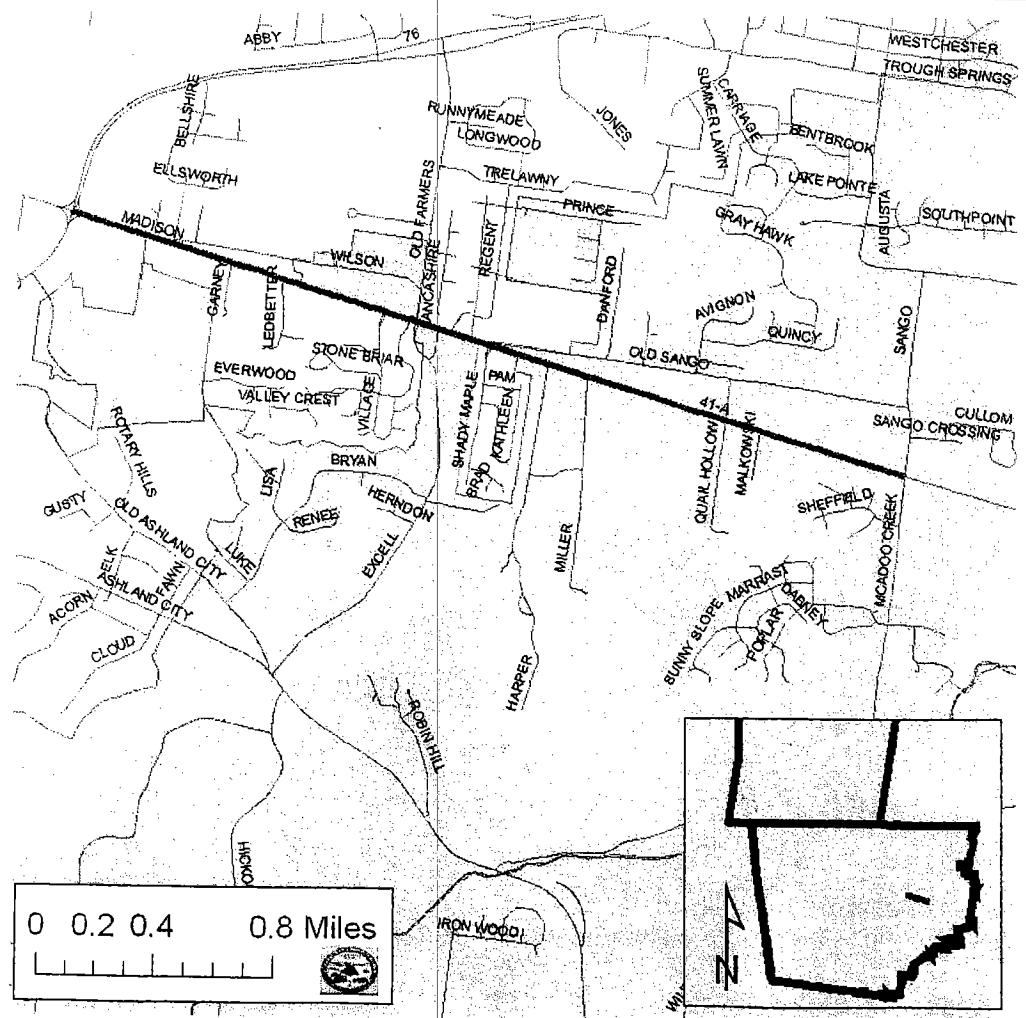 ABBY
76
WESTCHESTER
TROUGH SPRINGS
BELLSHIRE
RUNNYMEADE
LONGWOOD
JONES
SUMMER LAWN
CARRIAGE
BENTBROOK
ELLSWORTH
OLD FARMERS
TRELAWNY
LAKE POINTE
PRINCE
AUGUSTA
SOUTHPOINT
MADISON
GRAY HAWK
WILSON
LANCASHIRE
REGENT
DANFORD
GARNEY
LEDBETTER
AVIGNON
QUINCY
SANGO
STONE BRIAR
OLD SANGO
EVERWOOD
VALLEY CREST
VILLAGE
PAM
SHADY MAPLE
KATHLEEN
BRAD
41-A
CULLOM
SANGO CROSSING
QUAIL HOLLOW
MALKOWSKI
ROTARY HILLS
BRYAN
LISA
HERNDON
GUSTY
OLD ASHLAND CITY
RENEE
SHEFFIELD
LUKE
EXCELL
MILLER
MCADOO CREEK
ELK
FAWN
ASHLAND CITY
ACORN
CLOUD
MARRAST
DABNEY
SUNNY SLOPE
POPLAR
HARPER
ROBIN HILL
IRON WOOD
0 0.2 0.4 0.8 Miles
N